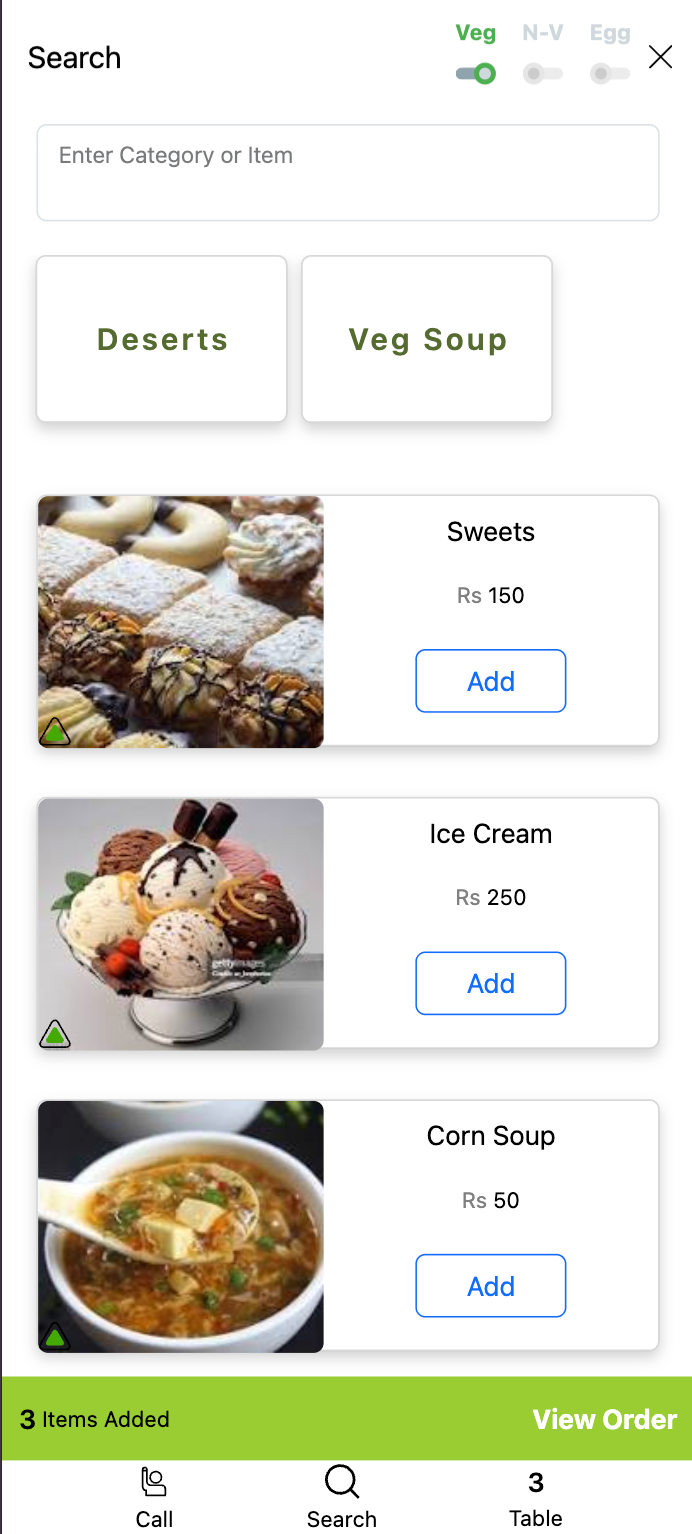 Veg N-V Egg
Search
Enter Category or Item
Deserts Veg Soup
Sweets
Rs 150
Add
Ice Cream
Rs 250
Add
gettyimages
Corn Soup
Rs 50
Add
3 Items Added View Order
3
Call Search Table